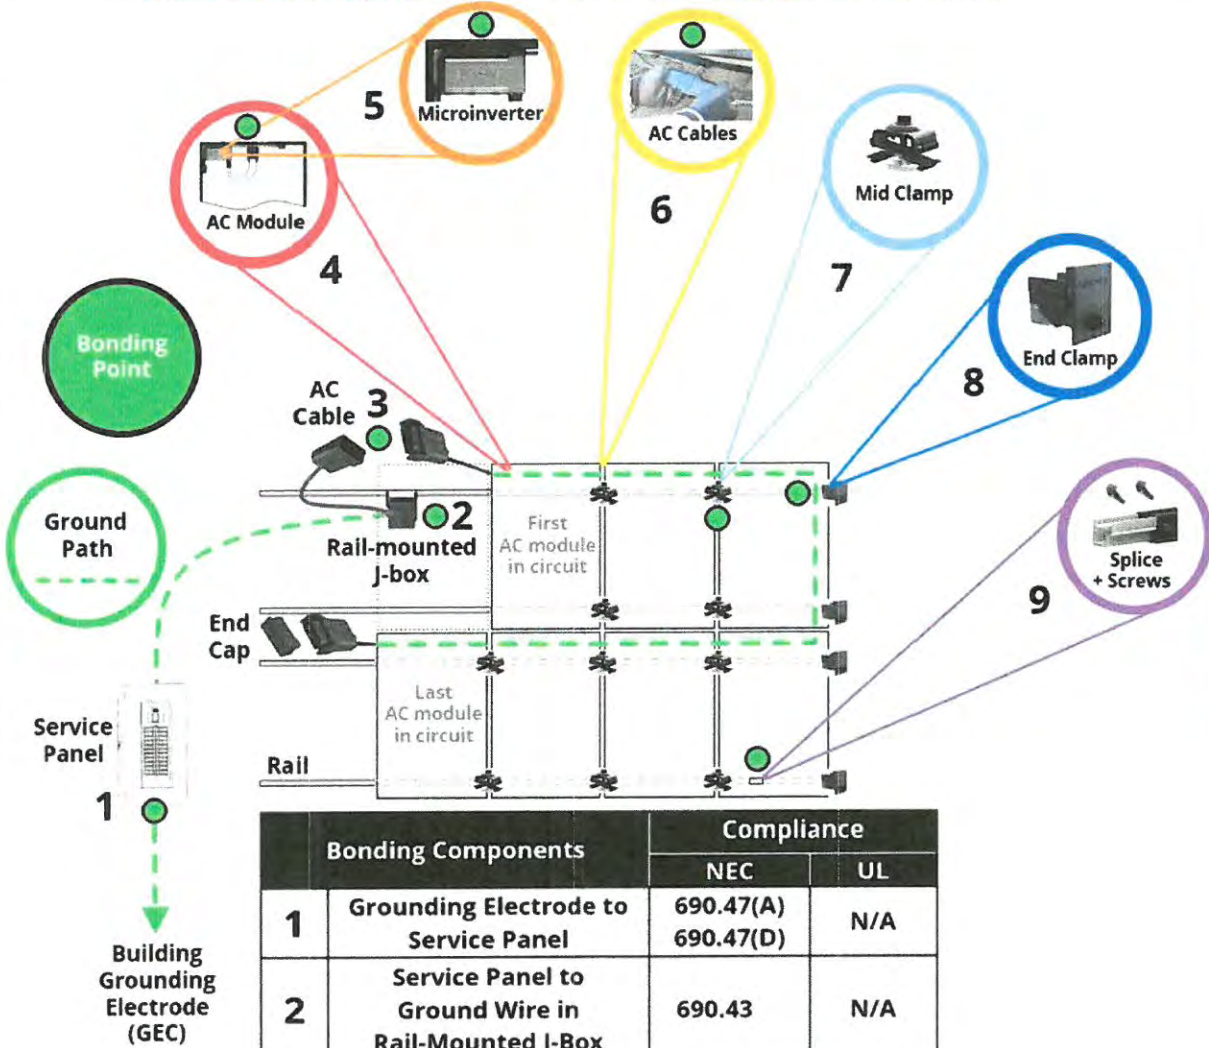 5
Microinverter
AC Cables
Mid Clamp
AC Module
4
6
7
End Clamp
8
Bonding
Point
AC
Cable
3
Ground
Path
2
Rail-mounted
J-box
First
AC module
in circuit
Splice
+ Screws
9
End
Cap
Last
AC module
in circuit
Service
Panel
Rail
1
Building
Grounding
Electrode
(GEC)
Bonding Components
Compliance
NEC
UL
1
Grounding Electrode to
Service Panel
690.47(A)
690.47(D)
N/A
2
Service Panel to
Ground Wire in
Rail-Mounted J-Box
690.43
N/A